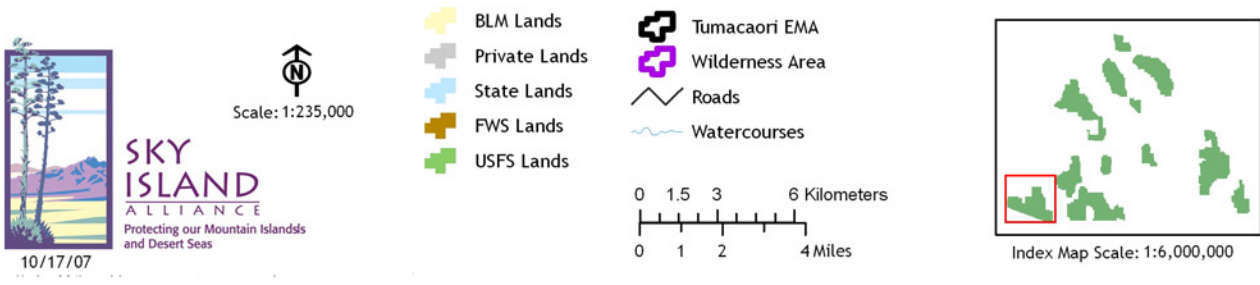 N
Scale: 1:235,000
SKY
ISLAND
ALLIANCE
Protecting our Mountain Islandsls
and Desert Seas
10/17/07
BLM Lands
Private Lands
State Lands
FWS Lands
USFS Lands
Tumacaori EMA
Wilderness Area
Roads
Watercourses
0 1.5 3 6 Kilometers
0 1 2 4 Miles
Index Map Scale: 1:6,000,000